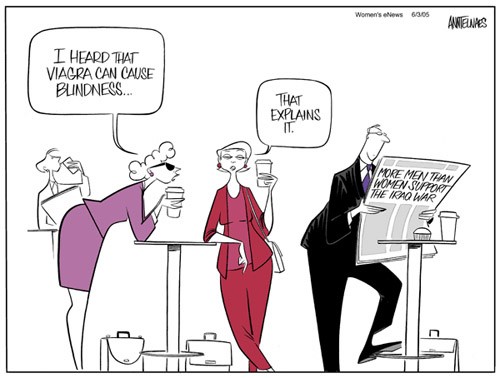 Women's eNews 6/3/05
ANNTELNAES
I HEARD THAT
VIAGRA CAN CAUSE
BLINDNESS...
THAT
EXPLAINS
IT.
MORE MEN THAN
WOMEN SUPPORT
THE IRAQ WAR